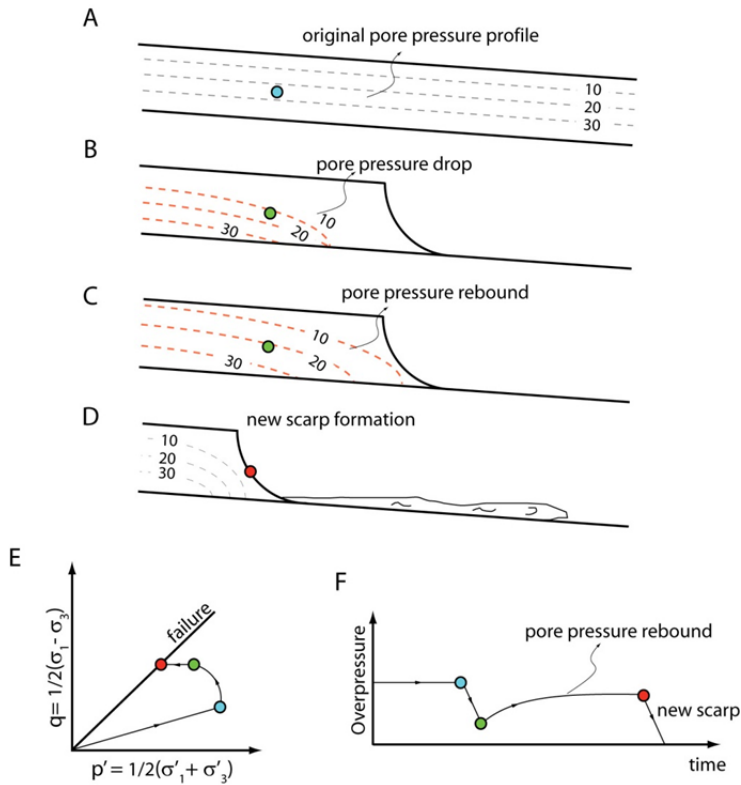 A
original pore pressure profile
10
20
30
B
pore pressure drop
10
20
30
C
pore pressure rebound
10
20
30
D
new scarp formation
10
20
30
E
failure
q= 1/2(σ₁ - σ₃)
p′ = 1/2(σ′₁ + σ′₃)
F
Overpressure
pore pressure rebound
new scarp
time